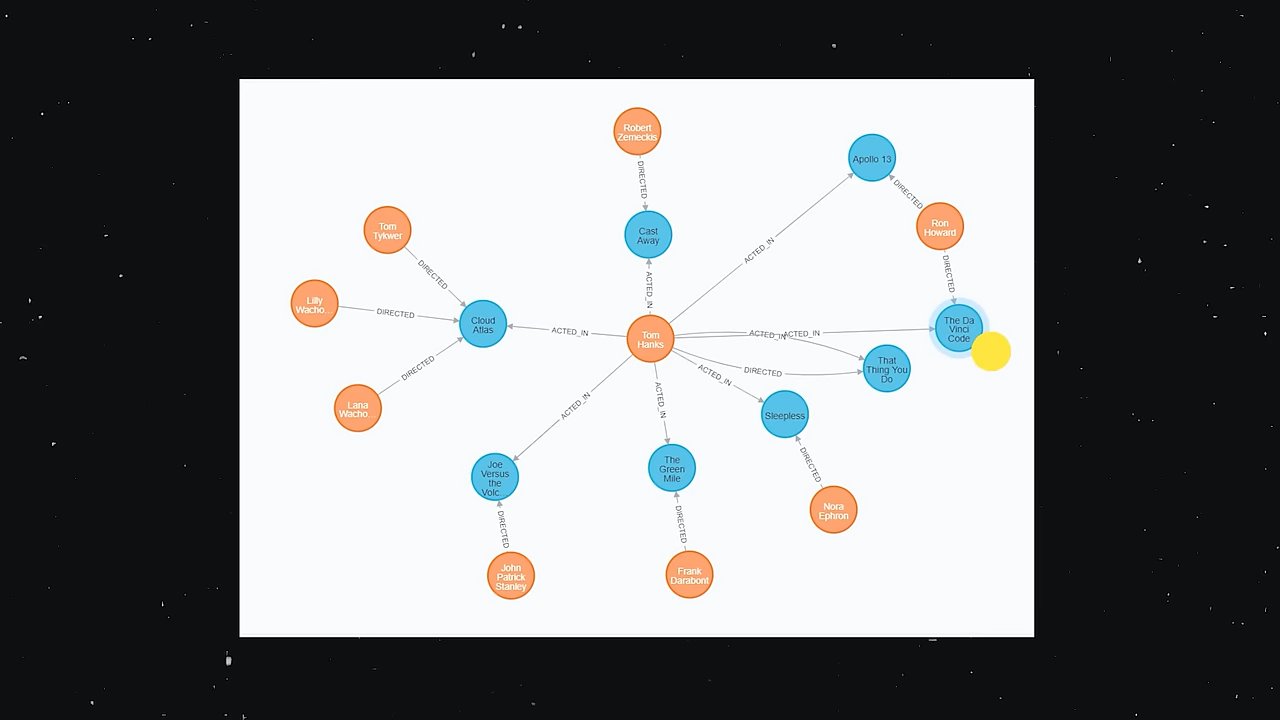 Robert
Zemeckis
DIRECTED
Cast
Away
ACTED_IN
Apollo 13
DIRECTED
Ron
Howard
DIRECTED
ACTED_IN
The Da
Vinci
Code
Tom
Tykwer
DIRECTED
Lilly
Wacho...
DIRECTED
Cloud
Atlas
ACTED_IN
Lana
Wacho...
DIRECTED
Tom
Hanks
ACTED_IN
ACTED_IN
That
Thing You
Do
DIRECTED
ACTED_IN
Sleepless
DIRECTED
Nora
Ephron
ACTED_IN
Joe
Versus
the
Volc...
DIRECTED
John
Patrick
Stanley
ACTED_IN
The
Green
Mile
DIRECTED
Frank
Darabont